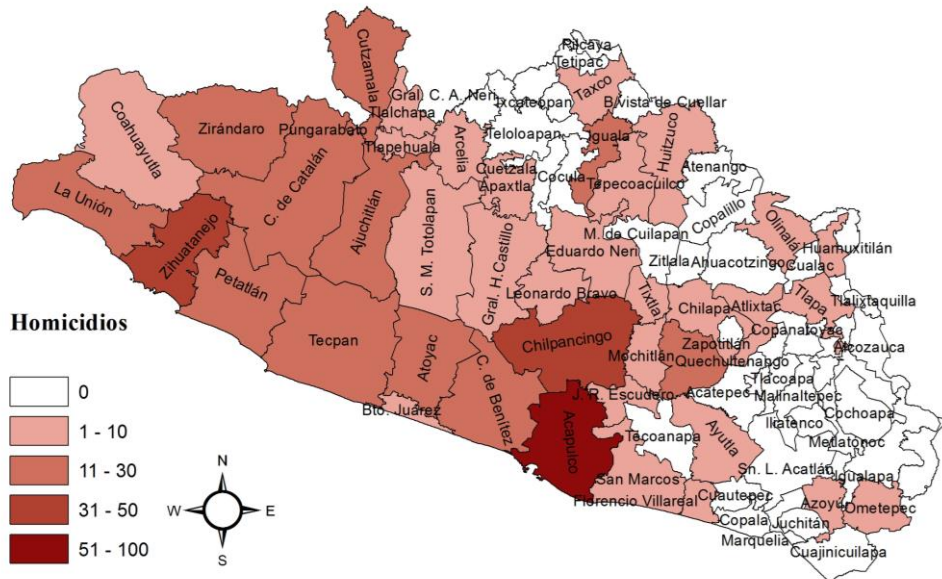 Pilcaya
Tetipac
Cutzamala
Taxco
Gral. C. A. Neri
Ixcateopan
B/vista de Cuellar
Coahuayutla
Tlalchapa
Zirándaro
Pungarabato
Arcelia
Teloloapan
Iguala
Huitzuco
Tlapehuala
Cuetzala
Atenango
Apaxtla
Cocula
Tepecoacuilco
La Unión
C. de Catalán
Ajuchitlán
Copalillo
S. M. Totolapan
Gral. H.Castillo
M. de Cuilapan
Olinalá
Zihuatanejo
Eduardo Neri
Huamuxitilán
Zitlala
Ahuacotzingo
Cualac
Petatlán
Leonardo Bravo
Tixtla
Chilapa
Atlixtac
Tlapa
Tlalixtaquilla
Homicidios
Tecpan
Atoyac
Chilpancingo
Mochitlán
Zapotitlán
Copanatoyac
Quechultenango
Alcozauca
C. de Benítez
Acatepec
Tlacoapa
Malinaltepec
0
J. R. Escudero
Bto. Juárez
Acapulco
Cochoapa
1 - 10
Tecoanapa
Ayutla
Iliatenco
Metlatónoc
11 - 30
N
Sn. L. Acatlán
San Marcos
Igualapa
31 - 50
W
E
Florencio Villareal
Cuautepec
Azoyú
Ometepec
51 - 100
S
Copala
Juchitán
Marquelia
Cuajinicuilapa